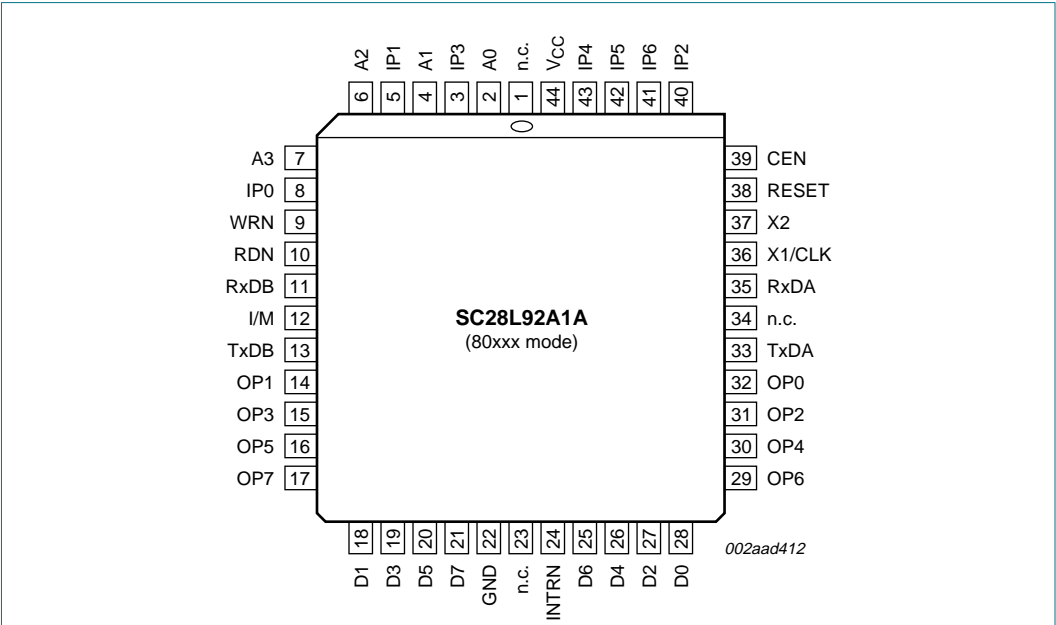 A2 IP1 A1 IP3 A0 n.c. VCC IP4 IP5 IP6 IP2
6 5 4 3 2 1 44 43 42 41 40
A3 7
IP0 8
WRN 9
RDN 10
RxDB 11
I/M 12
TxDB 13
OP1 14
OP3 15
OP5 16
OP7 17
SC28L92A1A
(80xxx mode)
39 CEN
38 RESET
37 X2
36 X1/CLK
35 RxDA
34 n.c.
33 TxDA
32 OP0
31 OP2
30 OP4
29 OP6
18 19 20 21 22 23 24 25 26 27 28
D1 D3 D5 D7 GND n.c. INTRN D6 D4 D2 D0
002aad412